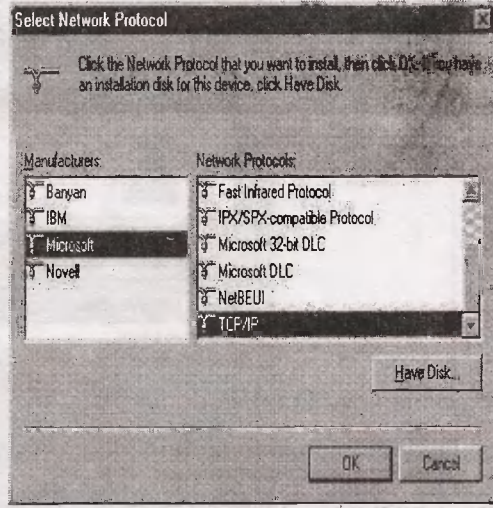 Select Network Protocol
Click the Network Protocol that you want to install, then click OK. If you have
an installation disk for this device, click Have Disk.
Manufacturers:
Banyan
IBM
Microsoft
Novell
Network Protocols:
Fast Infrared Protocol
IPX/SPX-compatible Protocol
Microsoft 32-bit DLC
Microsoft DLC
NetBEUI
TCP/IP
Have Disk...
OK
Cancel